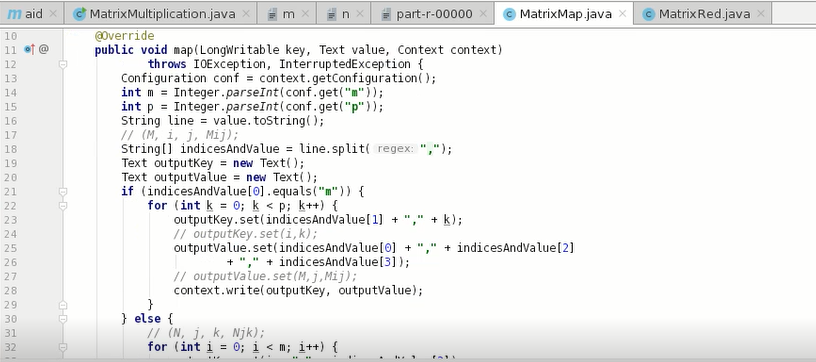 aid MatrixMultiplication.java m n part-r-00000 MatrixMap.java MatrixRed.java
10 @Override
11 @ public void map(LongWritable key, Text value, Context context)
12 throws IOException, InterruptedException {
13 Configuration conf = context.getConfiguration();
14 int m = Integer.parseInt(conf.get("m"));
15 int p = Integer.parseInt(conf.get("p"));
16 String line = value.toString();
17 // (M, i, j, Mij);
18 String[] indicesAndValue = line.split( regex: ",");
19 Text outputKey = new Text();
20 Text outputValue = new Text();
21 if (indicesAndValue[0].equals("m")) {
22 for (int k = 0; k < p; k++) {
23 outputKey.set(indicesAndValue[1] + "," + k);
24 // outputKey.set(i,k);
25 outputValue.set(indicesAndValue[0] + "," + indicesAndValue[2]
26 + "," + indicesAndValue[3]);
27 // outputValue.set(M,j,Mij);
28 context.write(outputKey, outputValue);
29 }
30 } else {
31 // (N, j, k, Njk);
32 for (int i = 0; i < m; i++) {